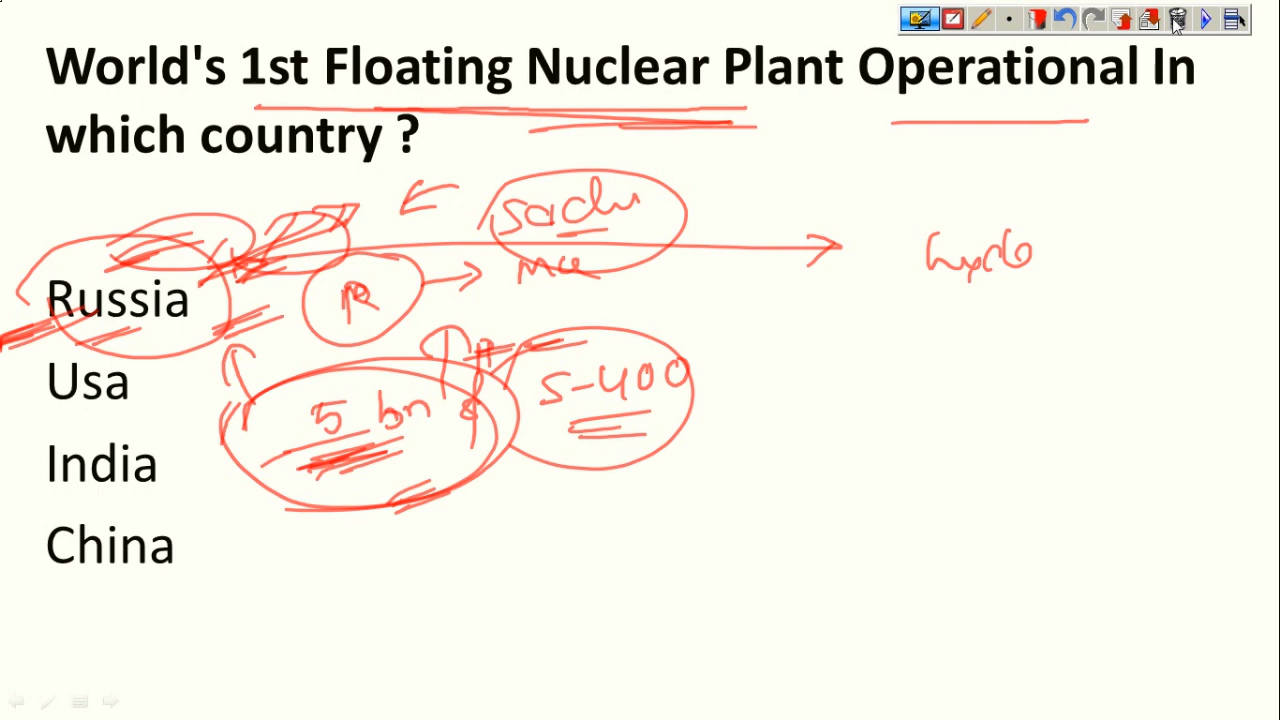 World's 1st Floating Nuclear Plant Operational In
which country ?
Russia
R
Usa
5 bn $
S-400
India
China